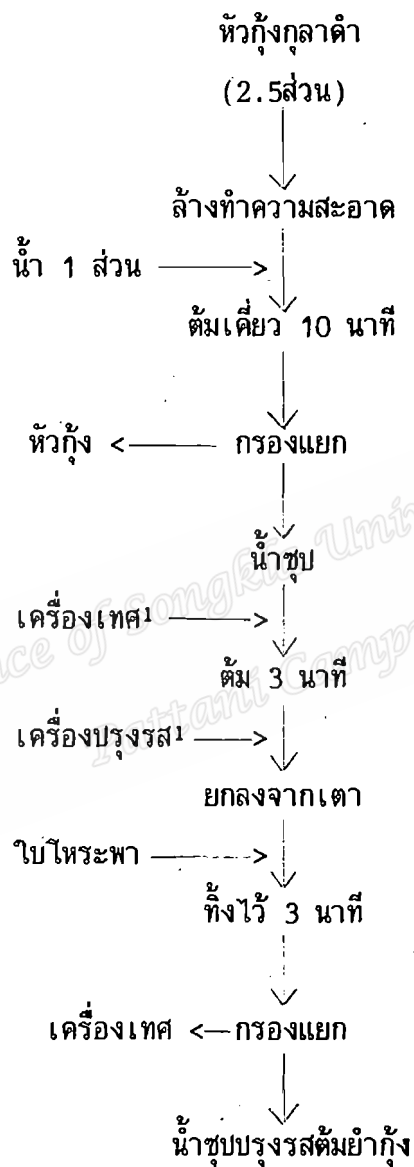 หัวกุ้งกุลาดำ
(2.5ส่วน)
ล้างทำความสะอาด
น้ำ 1 ส่วน
ต้มเคี่ยว 10 นาที
หัวกุ้ง < กรองแยก
น้ำซุป
เครื่องเทศ¹
ต้ม 3 นาที
เครื่องปรุงรส¹
ยกลงจากเตา
ใบโหระพา
ทิ้งไว้ 3 นาที
เครื่องเทศ < กรองแยก
น้ำซุปปรุงรสต้มยำกุ้ง